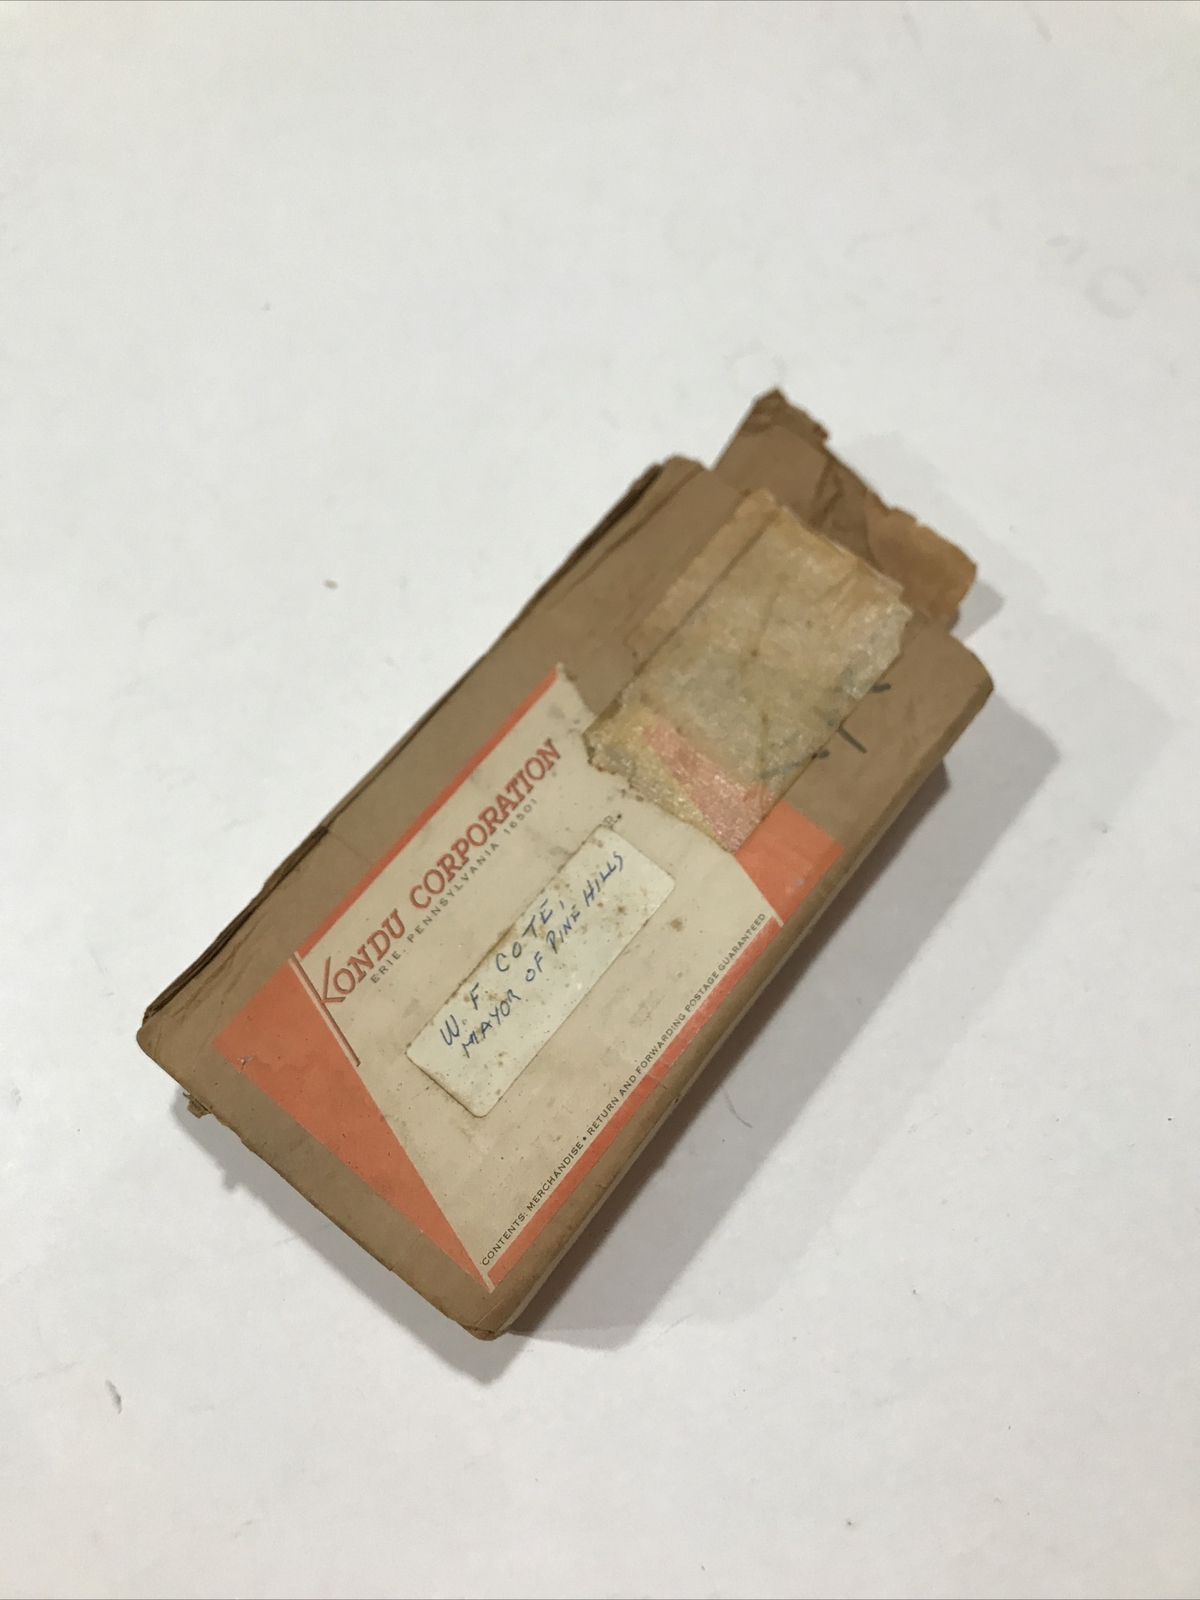 KONDU CORPORATION
ERIE, PENNSYLVANIA 16501
W. F. COTE,
MAYOR OF PINE HILLS
CONTENTS: MERCHANDISE • RETURN AND FORWARDING POSTAGE GUARANTEED